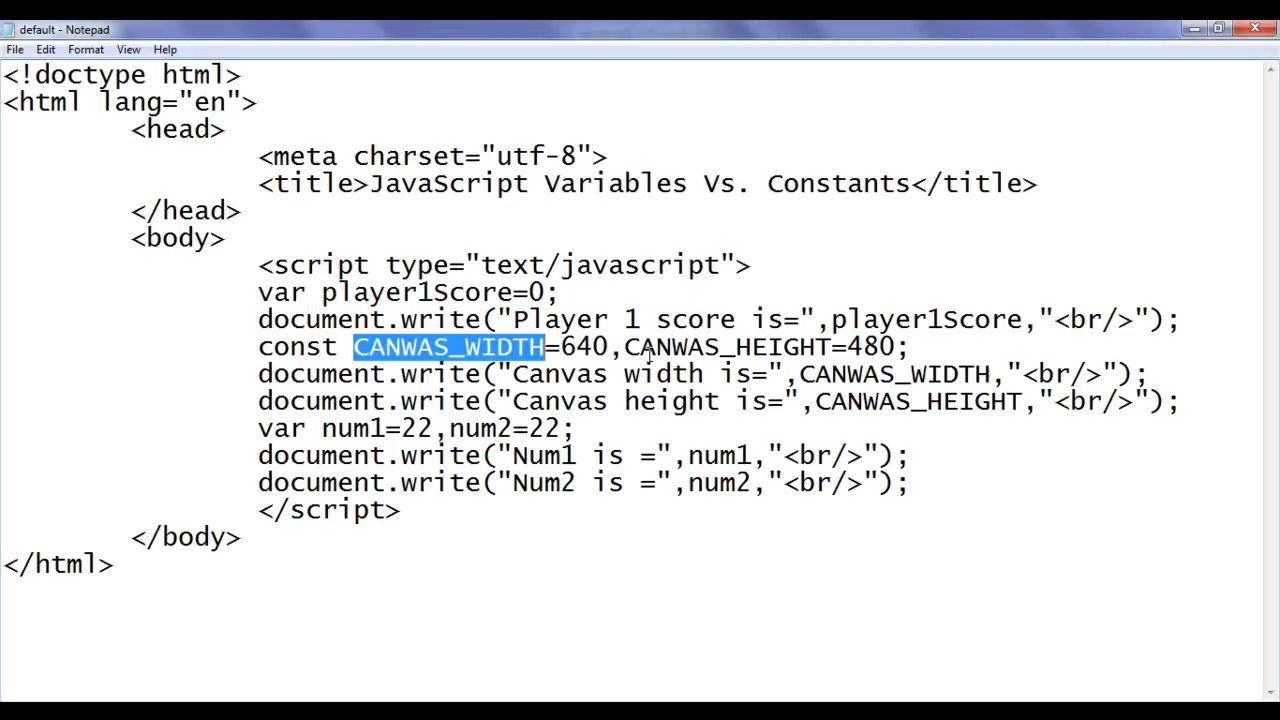 default - Notepad
File Edit Format View Help
<!doctype html>
<html lang="en">
<head>
<meta charset="utf-8">
<title>JavaScript Variables Vs. Constants</title>
</head>
<body>
<script type="text/javascript">
var player1Score=0;
document.write("Player 1 score is=",player1Score,"<br/>");
const CANWAS_WIDTH=640,CANWAS_HEIGHT=480;
document.write("Canvas width is=",CANWAS_WIDTH,"<br/>");
document.write("Canvas height is=",CANWAS_HEIGHT,"<br/>");
var num1=22,num2=22;
document.write("Num1 is =",num1,"<br/>");
document.write("Num2 is =",num2,"<br/>");
</script>
</body>
</html>